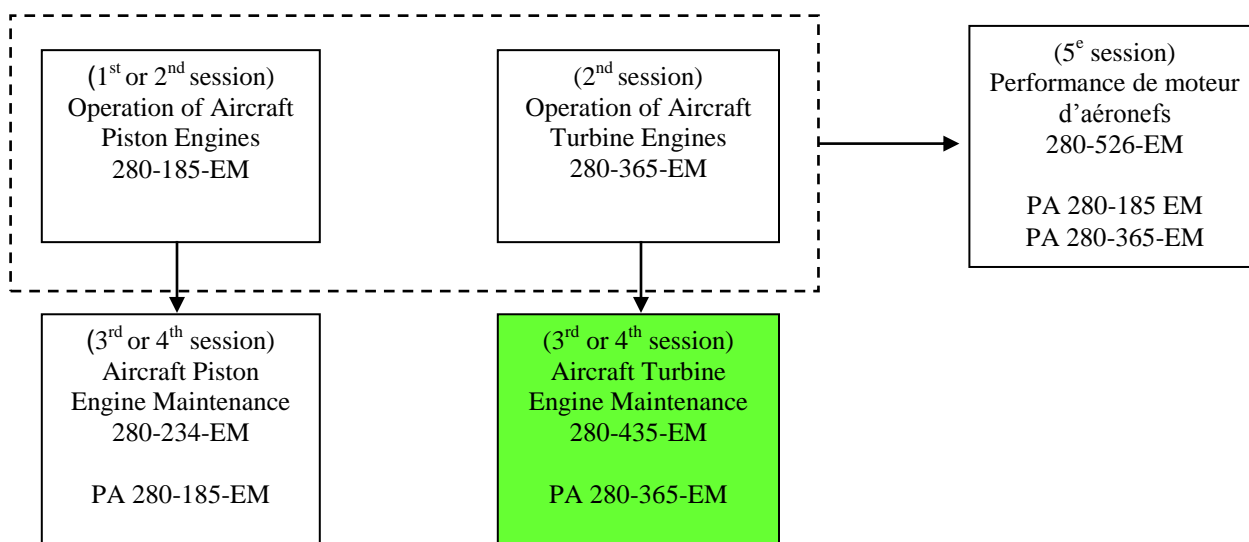 (1st or 2nd session)
Operation of Aircraft
Piston Engines
280-185-EM
(2nd session)
Operation of Aircraft
Turbine Engines
280-365-EM
(5e session)
Performance de moteur
d’aéronefs
280-526-EM
PA 280-185 EM
PA 280-365-EM
(3rd or 4th session)
Aircraft Piston
Engine Maintenance
280-234-EM
PA 280-185-EM
(3rd or 4th session)
Aircraft Turbine
Engine Maintenance
280-435-EM
PA 280-365-EM